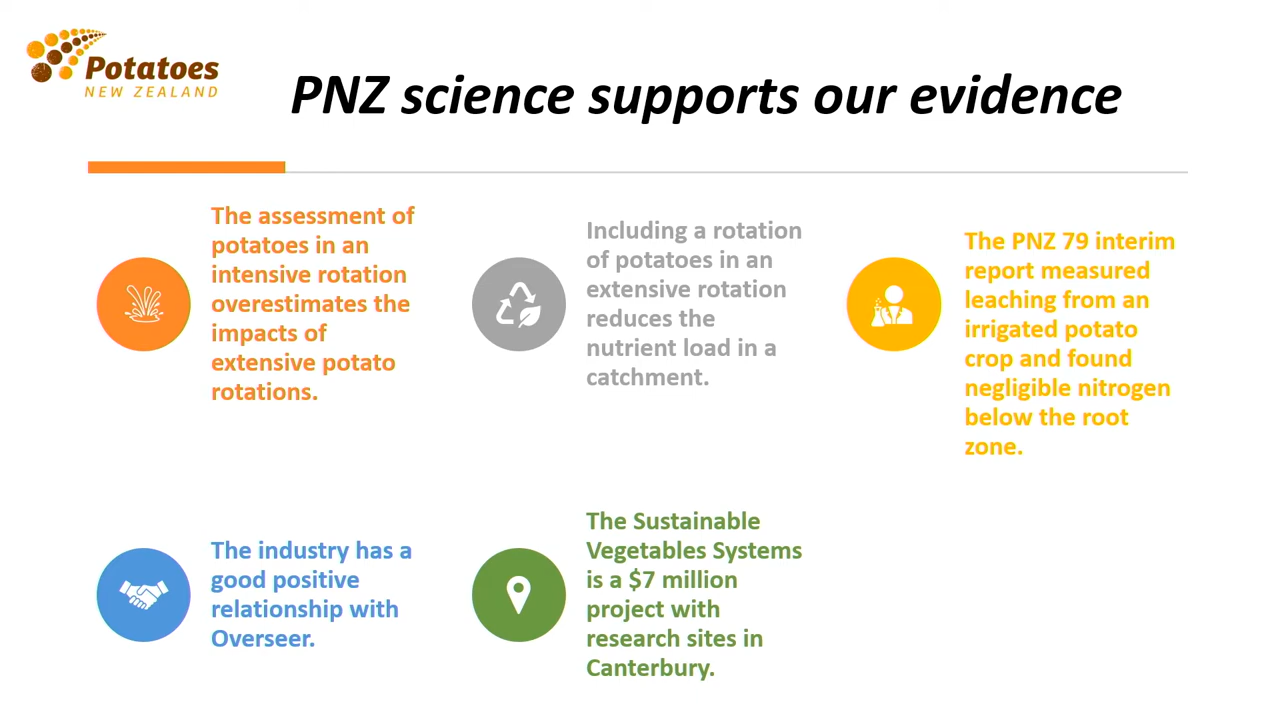 Potatoes
NEW ZEALAND
PNZ science supports our evidence
The assessment of
potatoes in an
intensive rotation
overestimates the
impacts of
extensive potato
rotations.
Including a rotation
of potatoes in an
extensive rotation
reduces the
nutrient load in a
catchment.
The PNZ 79 interim
report measured
leaching from an
irrigated potato
crop and found
negligible nitrogen
below the root
zone.
The industry has a
good positive
relationship with
Overseer.
The Sustainable
Vegetables Systems
is a $7 million
project with
research sites in
Canterbury.